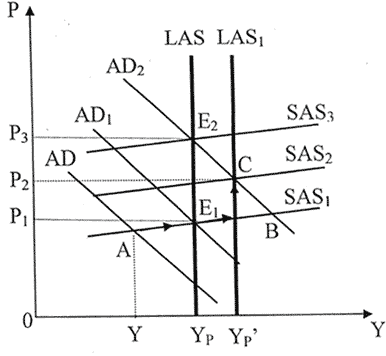 P
LAS LAS₁
AD₂
AD₁ E₂ SAS₃
P₃
AD C SAS₂
P₂
P₁ E₁ SAS₁
A B
0 Y Yₚ Yₚ' Y